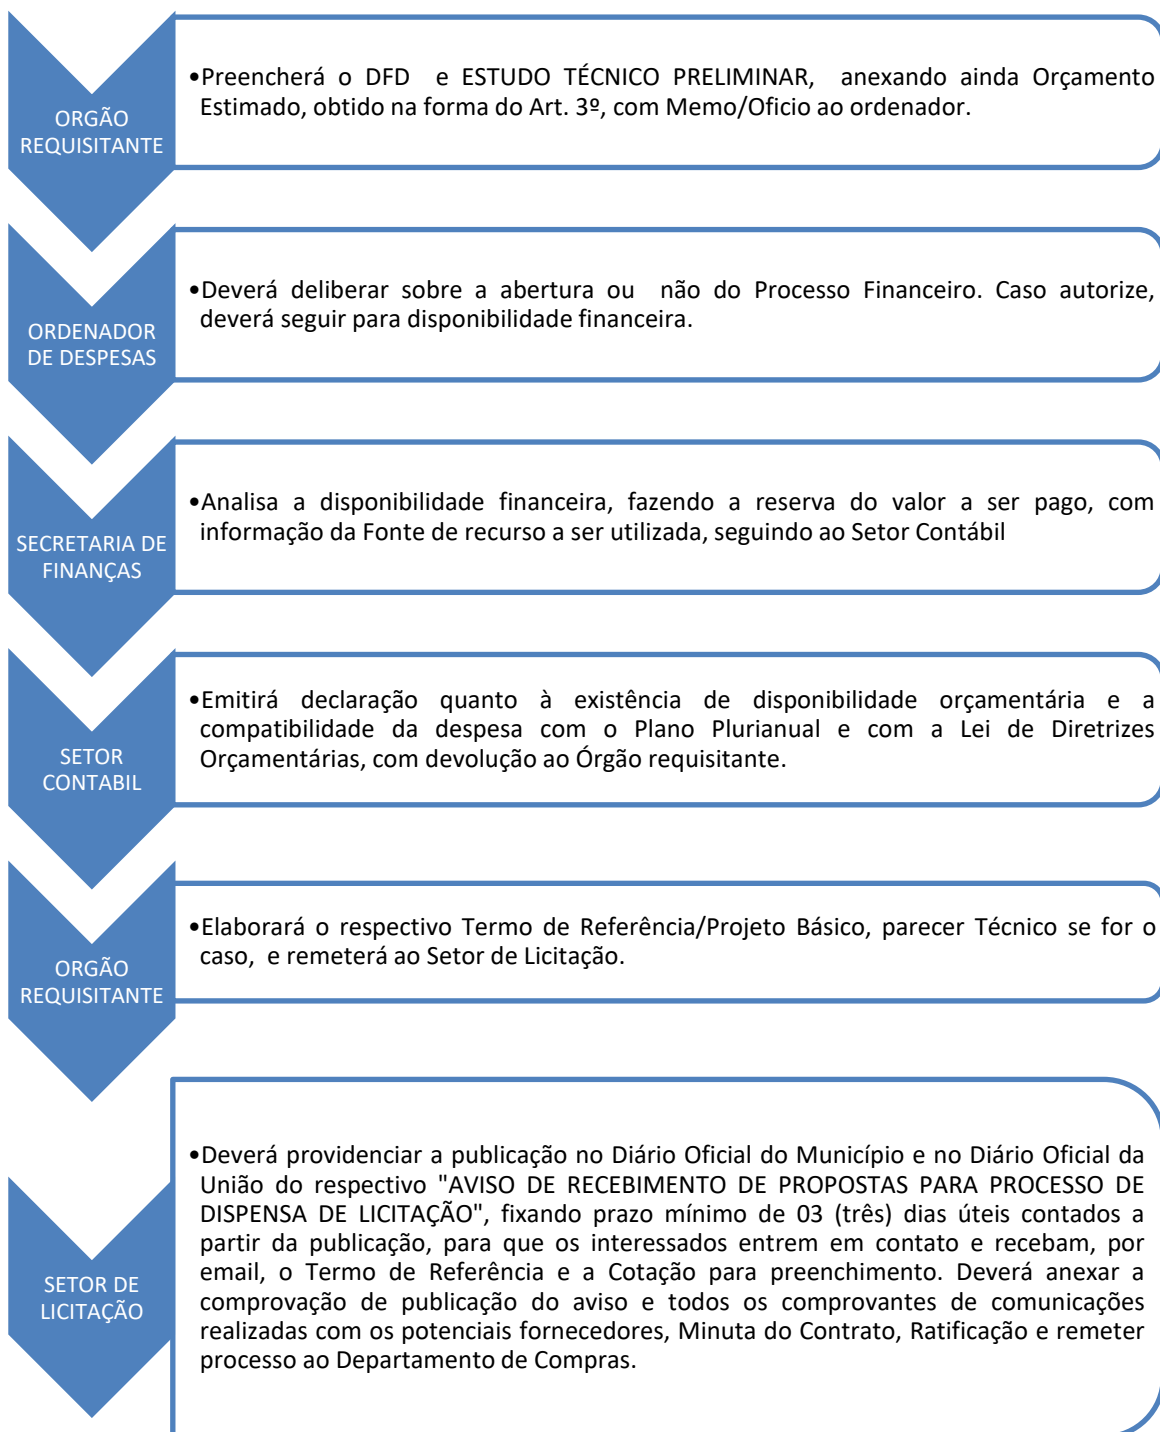 ORGÃO
REQUISITANTE
•Preencherá o DFD e ESTUDO TÉCNICO PRELIMINAR, anexando ainda Orçamento
Estimado, obtido na forma do Art. 3º, com Memo/Oficio ao ordenador.
ORDENADOR
DE DESPESAS
•Deverá deliberar sobre a abertura ou não do Processo Financeiro. Caso autorize,
deverá seguir para disponibilidade financeira.
SECRETARIA DE
FINANÇAS
•Analisa a disponibilidade financeira, fazendo a reserva do valor a ser pago, com
informação da Fonte de recurso a ser utilizada, seguindo ao Setor Contábil
SETOR
CONTABIL
•Emitirá declaração quanto à existência de disponibilidade orçamentária e a
compatibilidade da despesa com o Plano Plurianual e com a Lei de Diretrizes
Orçamentárias, com devolução ao Órgão requisitante.
ORGÃO
REQUISITANTE
•Elaborará o respectivo Termo de Referência/Projeto Básico, parecer Técnico se for o
caso, e remeterá ao Setor de Licitação.
SETOR DE
LICITAÇÃO
•Deverá providenciar a publicação no Diário Oficial do Município e no Diário Oficial da
União do respectivo "AVISO DE RECEBIMENTO DE PROPOSTAS PARA PROCESSO DE
DISPENSA DE LICITAÇÃO", fixando prazo mínimo de 03 (três) dias úteis contados a
partir da publicação, para que os interessados entrem em contato e recebam, por
email, o Termo de Referência e a Cotação para preenchimento. Deverá anexar a
comprovação de publicação do aviso e todos os comprovantes de comunicações
realizadas com os potenciais fornecedores, Minuta do Contrato, Ratificação e remeter
processo ao Departamento de Compras.